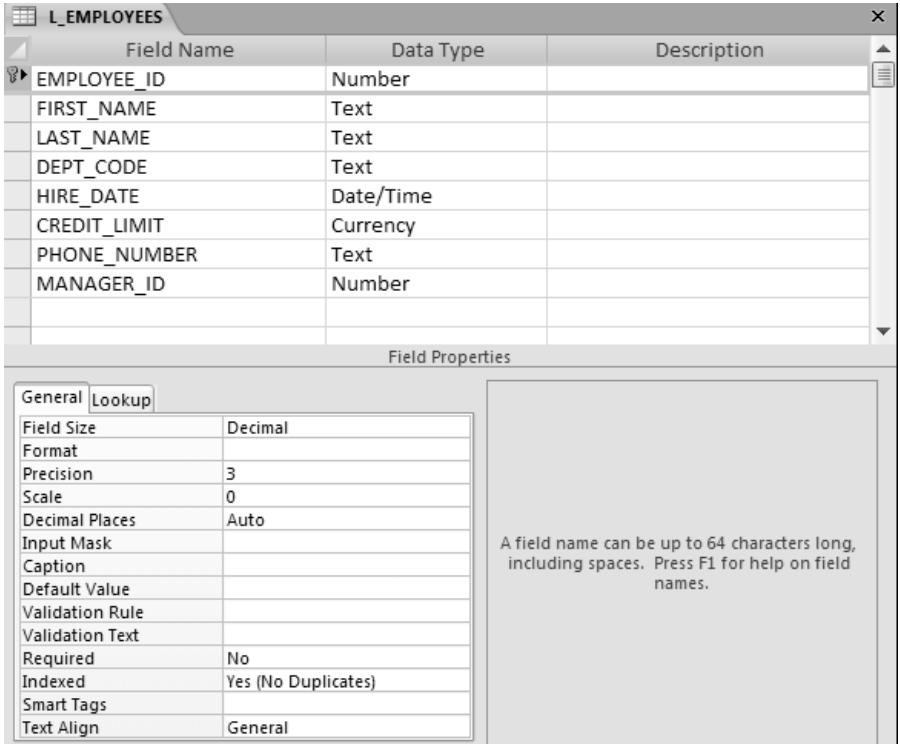 L_EMPLOYEES
Field Name Data Type Description
EMPLOYEE_ID Number
FIRST_NAME Text
LAST_NAME Text
DEPT_CODE Text
HIRE_DATE Date/Time
CREDIT_LIMIT Currency
PHONE_NUMBER Text
MANAGER_ID Number
Field Properties
General Lookup
Field Size Decimal
Format
Precision 3
Scale 0
Decimal Places Auto
Input Mask
Caption
Default Value
Validation Rule
Validation Text
Required No
Indexed Yes (No Duplicates)
Smart Tags
Text Align General
A field name can be up to 64 characters long,
including spaces. Press F1 for help on field
names.